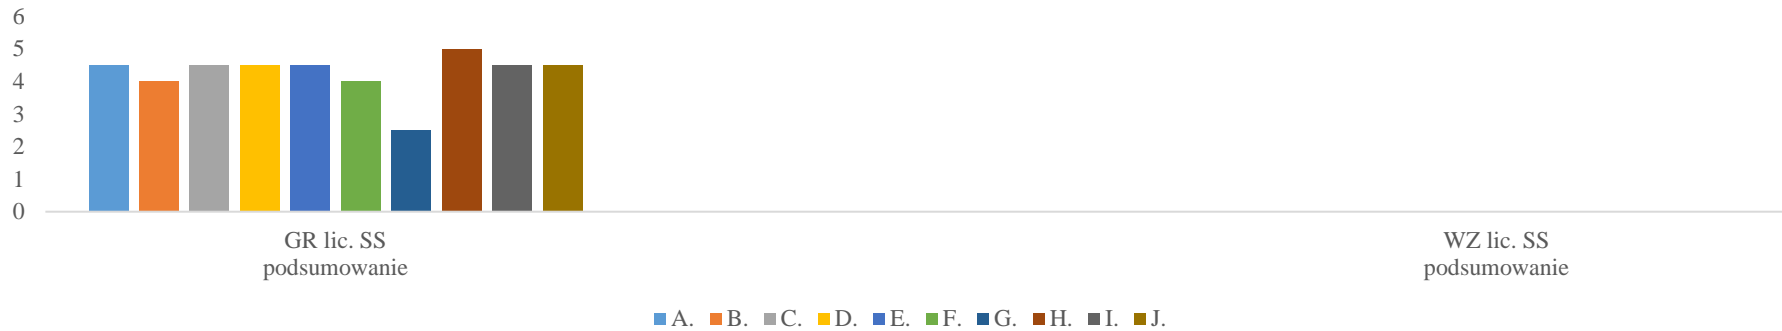 6
5
4
3
2
1
0
GR lic. SS
podsumowanie
WZ lic. SS
podsumowanie
A. B. C. D. E. F. G. H. I. J.